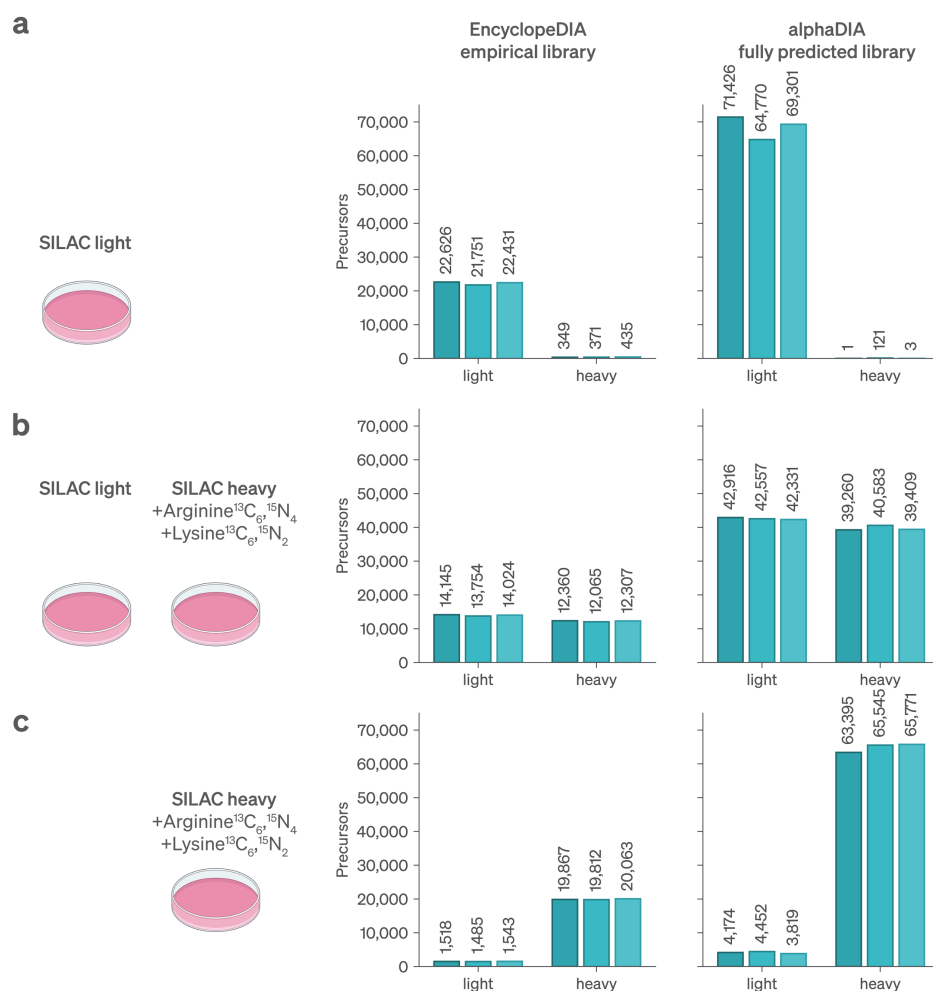 a
EncyclopeDIA
empirical library
alphaDIA
fully predicted library
SILAC light
Precursors
70,000
60,000
50,000
40,000
30,000
20,000
10,000
0
22,626
21,751
22,431
349
371
435
light
heavy
71,426
64,770
69,301
1
121
3
light
heavy
b
SILAC light
SILAC heavy
+Arginine¹³C₆,¹⁵N₄
+Lysine¹³C₆,¹⁵N₂
Precursors
70,000
60,000
50,000
40,000
30,000
20,000
10,000
0
14,145
13,754
14,024
12,360
12,065
12,307
light
heavy
42,916
42,557
42,331
39,260
40,583
39,409
light
heavy
c
SILAC heavy
+Arginine¹³C₆,¹⁵N₄
+Lysine¹³C₆,¹⁵N₂
Precursors
70,000
60,000
50,000
40,000
30,000
20,000
10,000
0
1,518
1,485
1,543
19,867
19,812
20,063
light
heavy
4,174
4,452
3,819
63,395
65,545
65,771
light
heavy